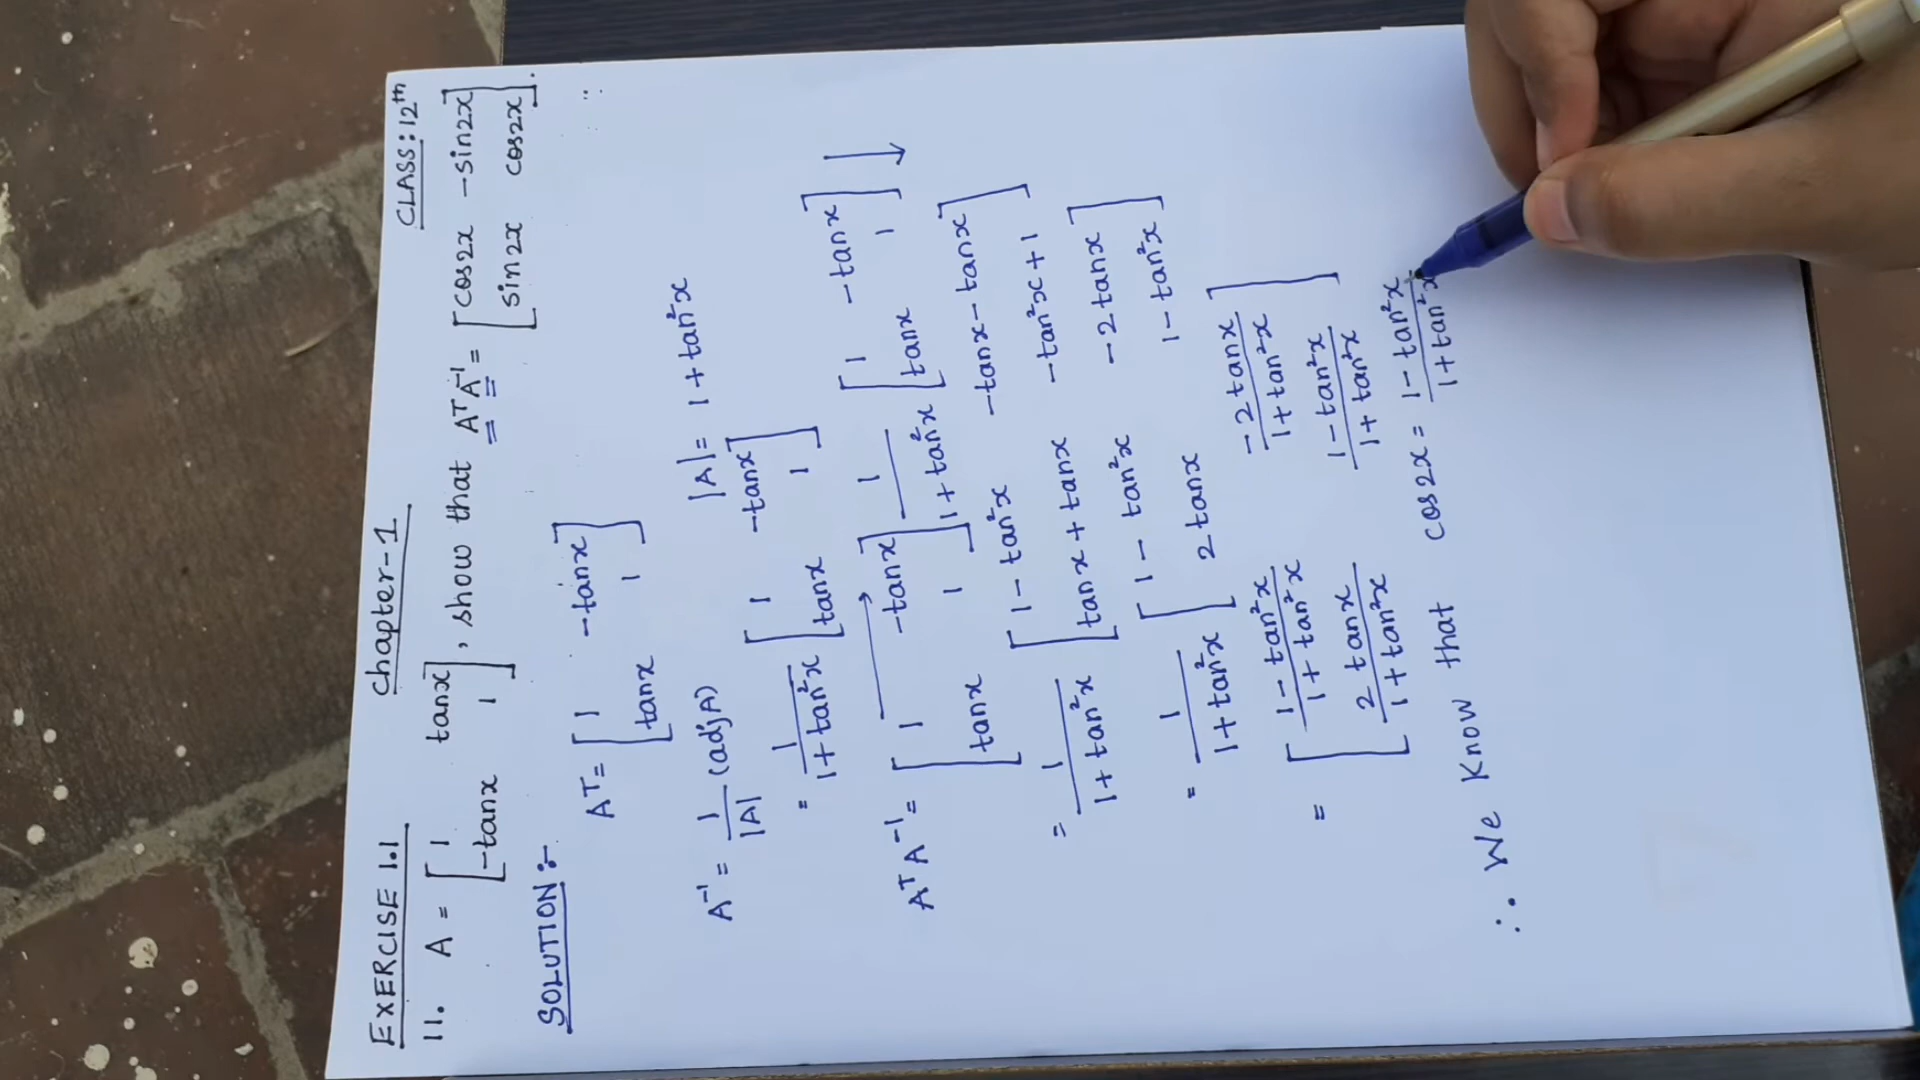 EXERCISE 1.1 Chapter-1 CLASS: 12th
11. A = [1 tanx; -tanx 1], show that AᵀA⁻¹ = [cos2x -sin2x; sin2x cos2x].
SOLUTION:-
Aᵀ = [1 -tanx; tanx 1]
A⁻¹ = 1/|A| (adjA) |A| = 1+tan²x
= 1/(1+tan²x) [1 -tanx; tanx 1]
AᵀA⁻¹ = [1 -tanx; tanx 1] 1/(1+tan²x) [1 -tanx; tanx 1]
= 1/(1+tan²x) [1-tan²x -tanx-tanx; tanx+tanx -tan²x+1]
= 1/(1+tan²x) [1-tan²x -2tanx; 2tanx 1-tan²x]
= [(1-tan²x)/(1+tan²x) -2tanx/(1+tan²x); 2tanx/(1+tan²x) (1-tan²x)/(1+tan²x)]
∴ We Know that cos2x = (1-tan²x)/(1+tan²x)